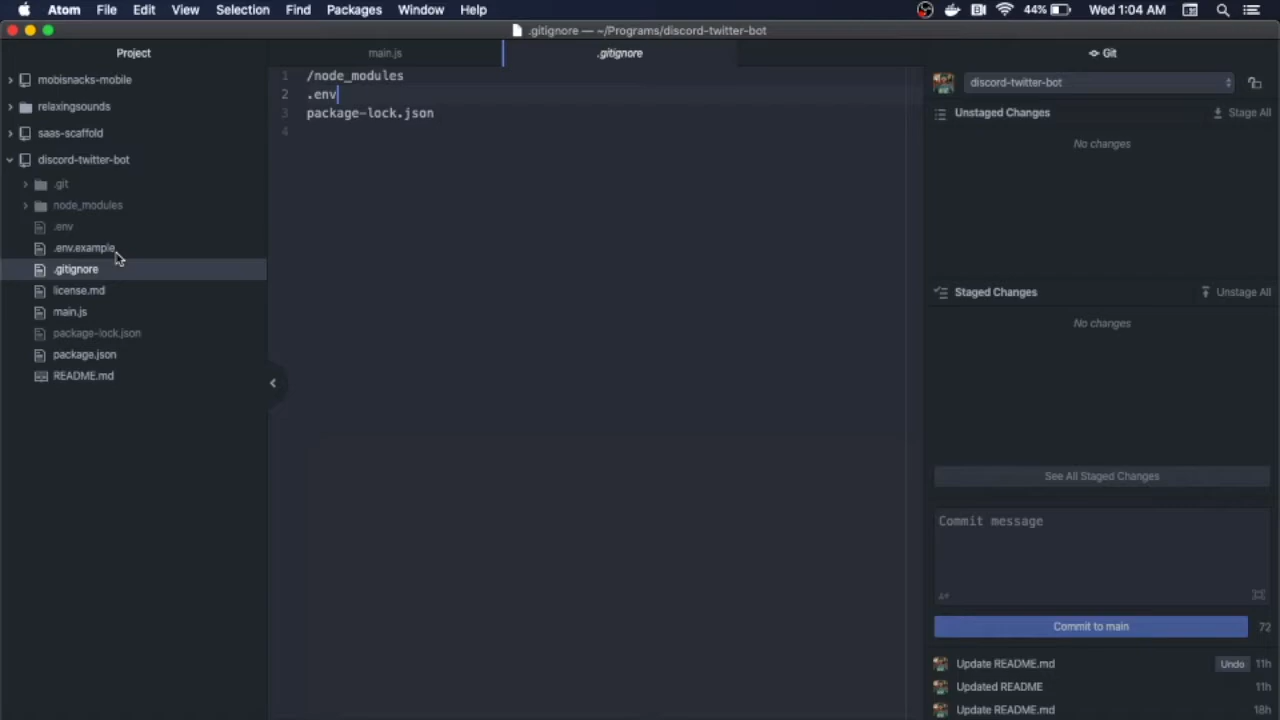 Atom File Edit View Selection Find Packages Window Help 44% Wed 1:04 AM
.gitignore — ~/Programs/discord-twitter-bot
Project
mobisnacks-mobile
relaxingsounds
saas-scaffold
discord-twitter-bot
.git
node_modules
.env
.env.example
.gitignore
license.md
main.js
package-lock.json
package.json
README.md
main.js
.gitignore
1 /node_modules
2 .env
3 package-lock.json
4
Git
discord-twitter-bot
Unstaged Changes Stage All
No changes
Staged Changes Unstage All
No changes
See All Staged Changes
Commit message
Commit to main 72
Update README.md Undo 11h
Updated README 11h
Update README.md 18h